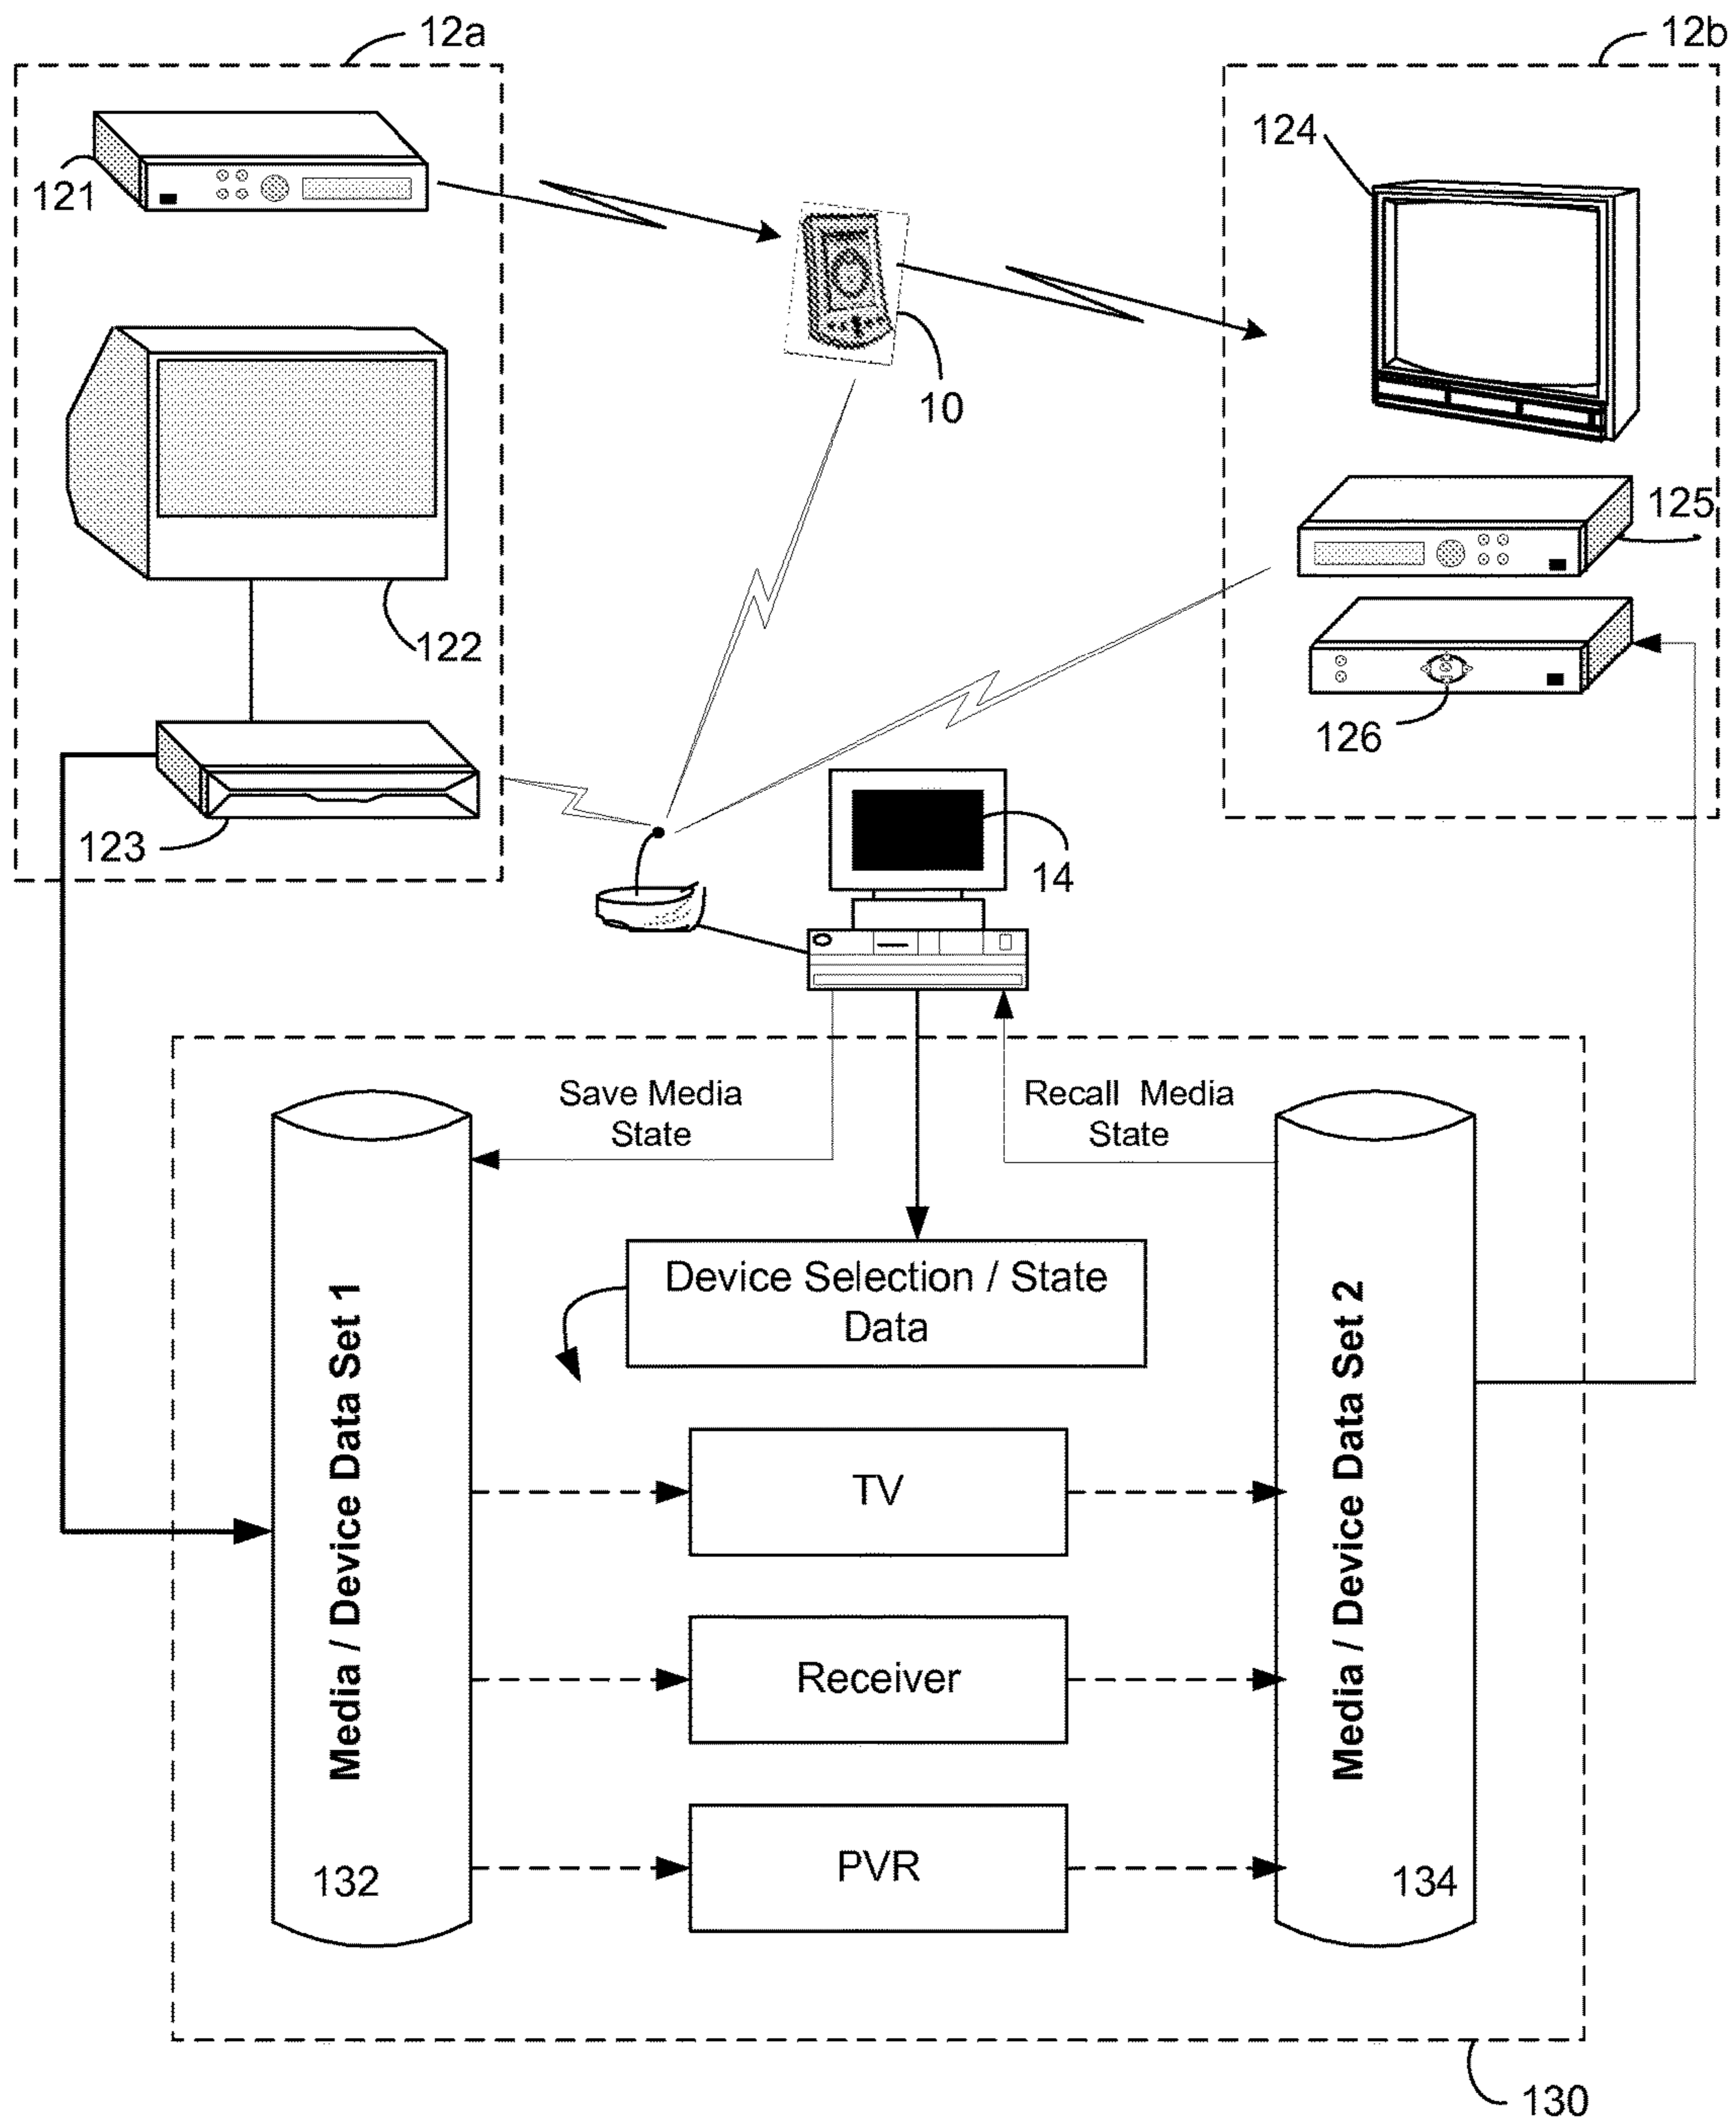 12a
12b
121
124
10
125
122
126
123
14
Save Media
State
Recall Media
State
Device Selection / State
Data
Media / Device Data Set 1
Media / Device Data Set 2
TV
Receiver
PVR
132
134
130